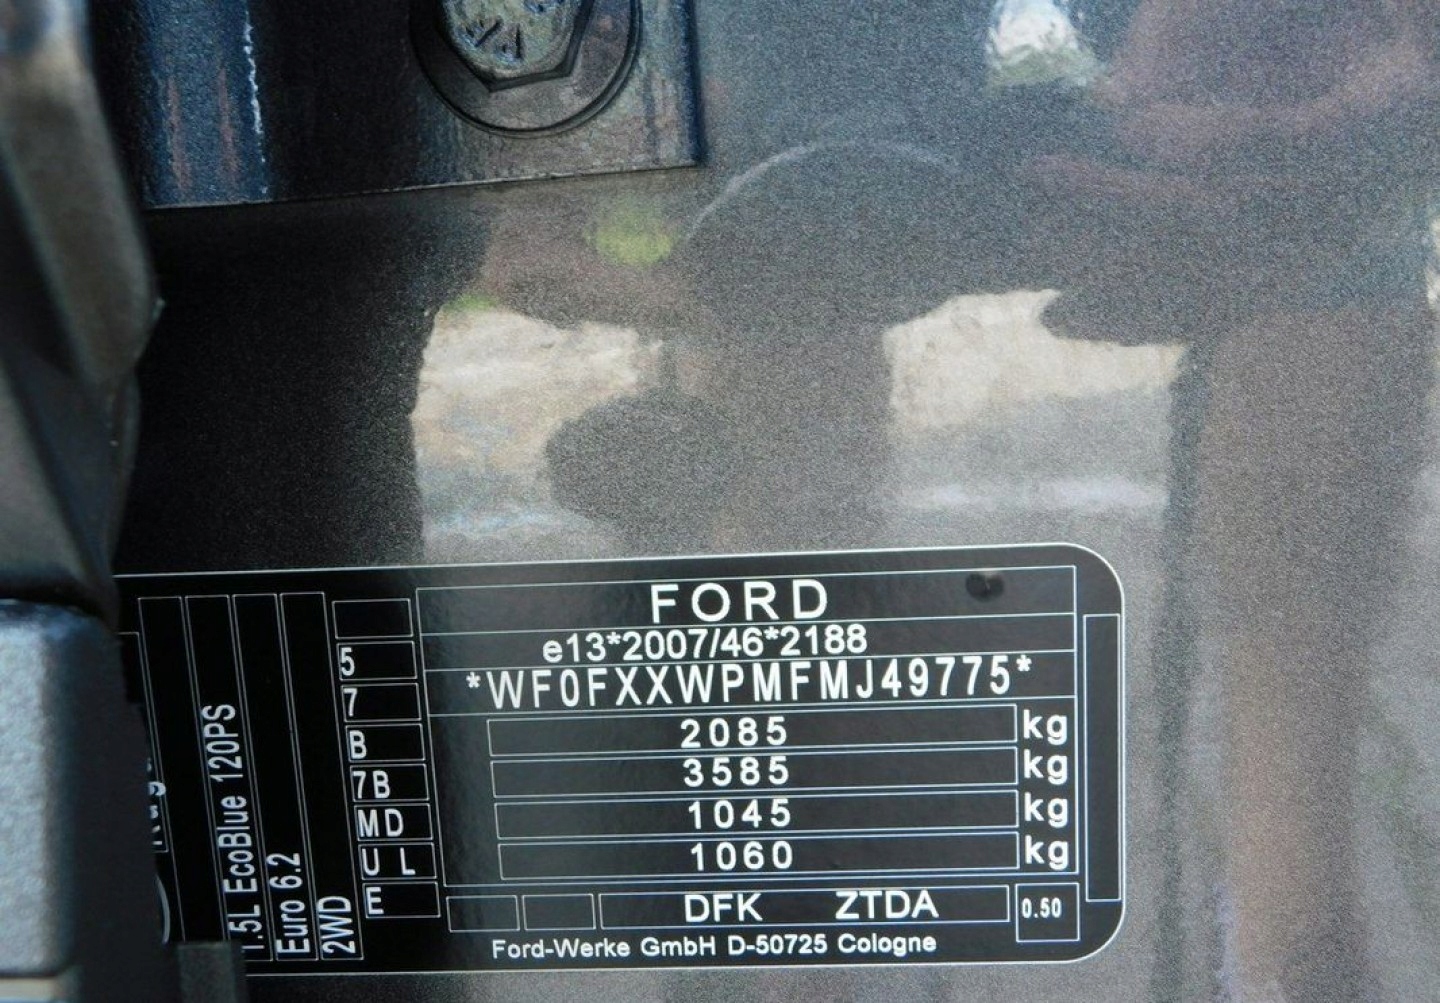 FORD
e13*2007/46*2188
*WF0FXXWPMFMJ49775*
2085 kg
3585 kg
1045 kg
1060 kg
DFK ZTDA 0.50
Ford-Werke GmbH D-50725 Cologne
5
7
B
7B
MD
U L
E
1.5L EcoBlue 120PS
Euro 6.2
2WD